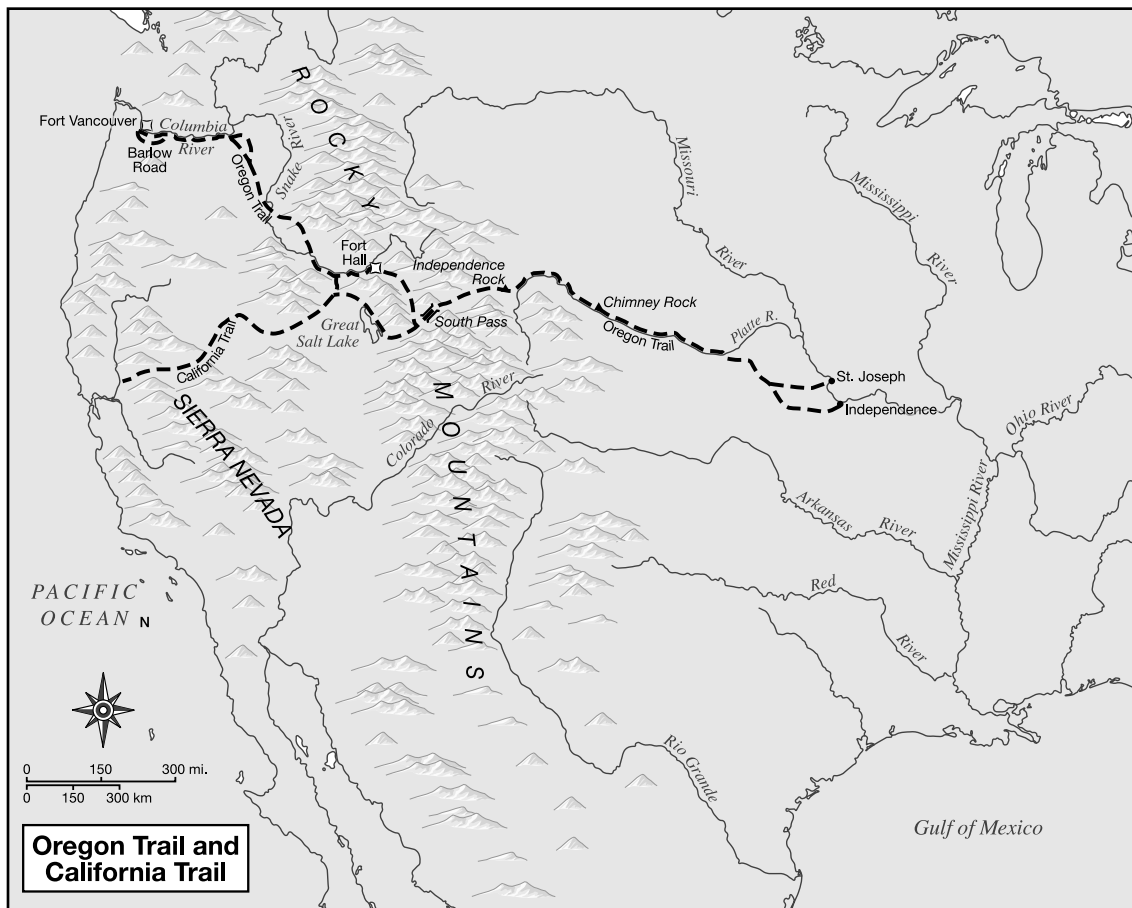 ROCKY
MOUNTAINS
Fort Vancouver
Columbia
River
Barlow
Road
Oregon Trail
Snake
River
Missouri
River
Mississippi
River
Fort
Hall
Independence
Rock
Chimney Rock
South Pass
Oregon Trail
Platte R.
Great
Salt Lake
California Trail
St. Joseph
Independence
Ohio River
SIERRA NEVADA
Colorado
River
Arkansas
River
Mississippi River
Red
River
PACIFIC
OCEAN
N
Rio Grande
Gulf of Mexico
0 150 300 mi.
0 150 300 km
Oregon Trail and
California Trail